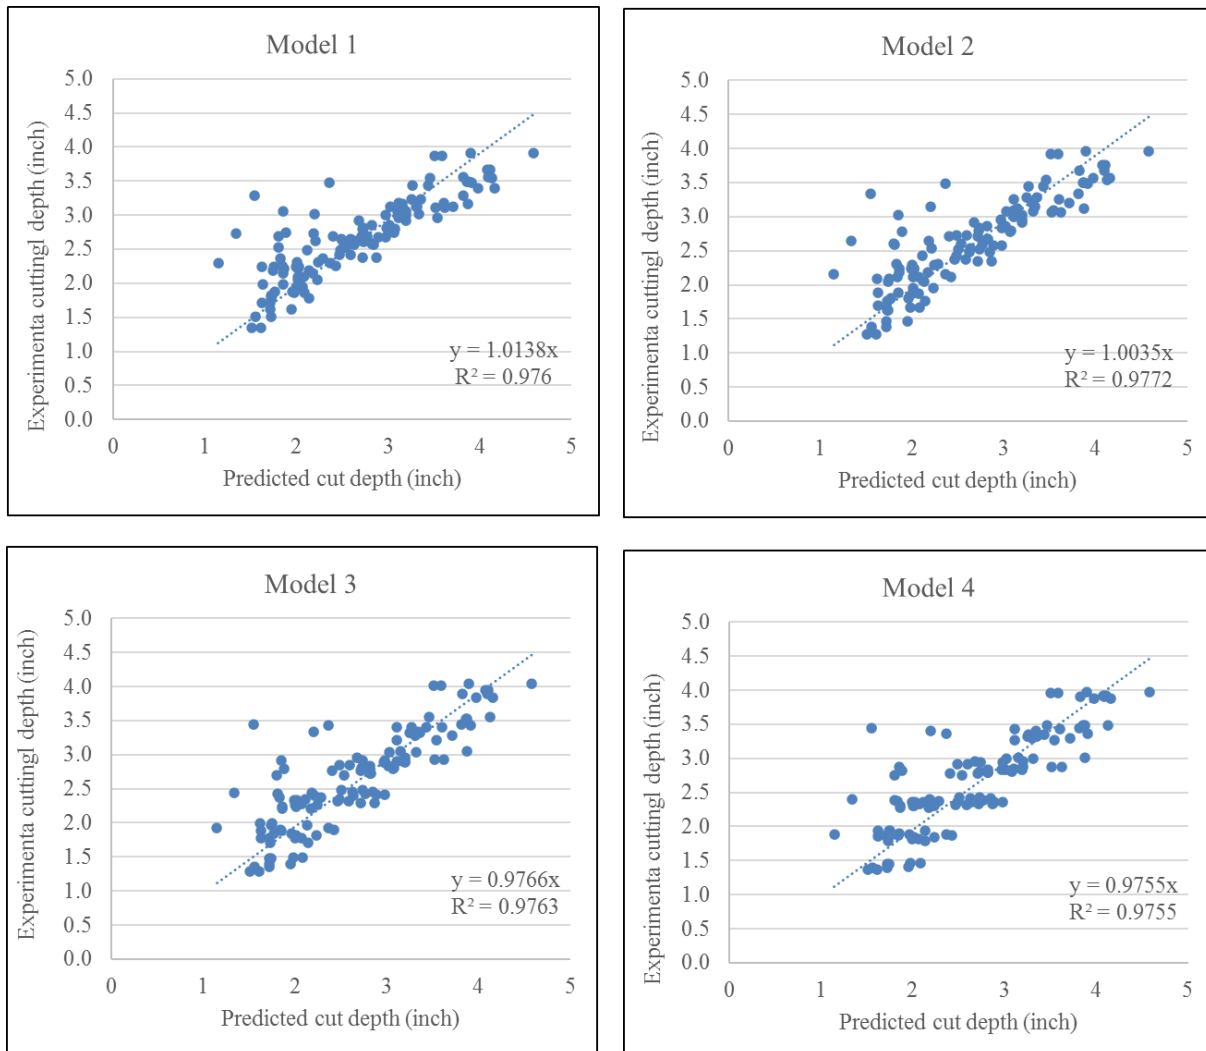 Model 1
Experimenta cuttingl depth (inch)
5.0
4.5
4.0
3.5
3.0
2.5
2.0
1.5
1.0
0.5
0.0
y = 1.0138x
R² = 0.976
0 1 2 3 4 5
Predicted cut depth (inch)
Model 2
Experimenta cuttingl depth (inch)
5.0
4.5
4.0
3.5
3.0
2.5
2.0
1.5
1.0
0.5
0.0
y = 1.0035x
R² = 0.9772
0 1 2 3 4 5
Predicted cut depth (inch)
Model 3
Experimenta cuttingl depth (inch)
5.0
4.5
4.0
3.5
3.0
2.5
2.0
1.5
1.0
0.5
0.0
y = 0.9766x
R² = 0.9763
0 1 2 3 4 5
Predicted cut depth (inch)
Model 4
Experimenta cuttingl depth (inch)
5.0
4.5
4.0
3.5
3.0
2.5
2.0
1.5
1.0
0.5
0.0
y = 0.9755x
R² = 0.9755
0 1 2 3 4 5
Predicted cut depth (inch)